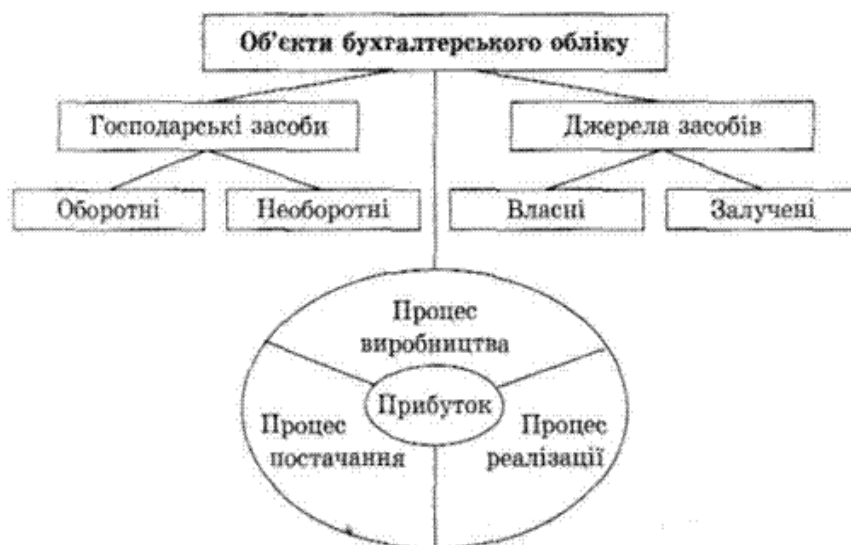 Об’єкти бухгалтерського обліку
Господарські засоби
Джерела засобів
Оборотні
Необоротні
Власні
Залучені
Процес
виробництва
Прибуток
Процес
постачання
Процес
реалізації